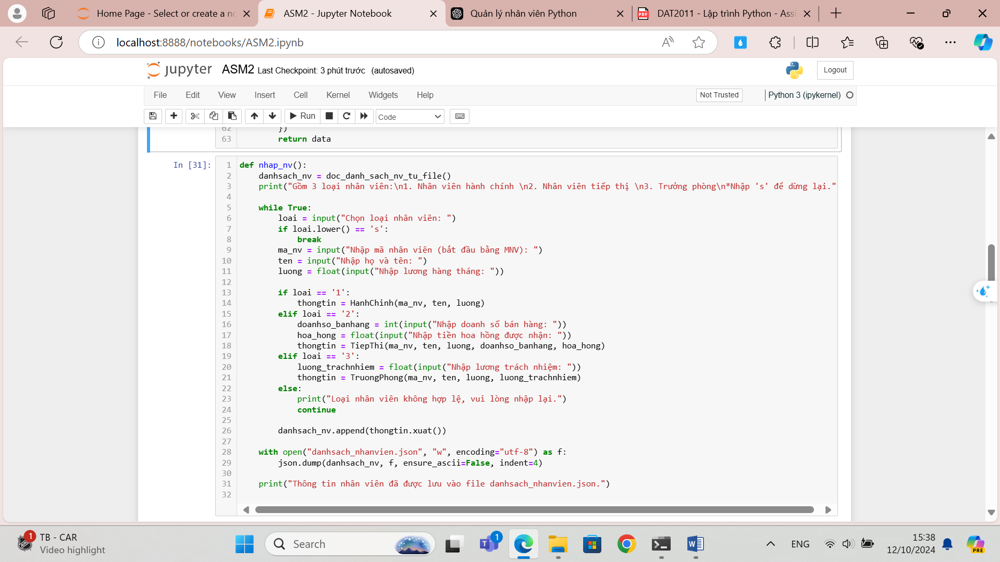 Home Page - Select or create a no
ASM2 - Jupyter Notebook
Quản lý nhân viên Python
PDF
DAT2011 - Lập trình Python - Assi
localhost:8888/notebooks/ASM2.ipynb
jupyter ASM2 Last Checkpoint: 3 phút trước (autosaved)
Logout
File Edit View Insert Cell Kernel Widgets Help
Not Trusted
Python 3 (ipykernel)
Run
Code
62 })
63 return data
In [31]:
1 def nhap_nv():
2 danhsach_nv = doc_danh_sach_nv_tu_file()
3 print("Gồm 3 loại nhân viên:\n1. Nhân viên hành chính \n2. Nhân viên tiếp thị \n3. Trưởng phòng\n*Nhập 's' để dừng lại."
4
5 while True:
6 loai = input("Chọn loại nhân viên: ")
7 if loai.lower() == 's':
8 break
9 ma_nv = input("Nhập mã nhân viên (bắt đầu bằng MNV): ")
10 ten = input("Nhập họ và tên: ")
11 luong = float(input("Nhập lương hàng tháng: "))
12
13 if loai == '1':
14 thongtin = HanhChinh(ma_nv, ten, luong)
15 elif loai == '2':
16 doanhso_banhang = int(input("Nhập doanh số bán hàng: "))
17 hoa_hong = float(input("Nhập tiền hoa hồng được nhận: "))
18 thongtin = TiepThi(ma_nv, ten, luong, doanhso_banhang, hoa_hong)
19 elif loai == '3':
20 luong_trachnhiem = float(input("Nhập lương trách nhiệm: "))
21 thongtin = TruongPhong(ma_nv, ten, luong, luong_trachnhiem)
22 else:
23 print("Loại nhân viên không hợp lệ, vui lòng nhập lại.")
24 continue
25
26 danhsach_nv.append(thongtin.xuat())
27
28 with open("danhsach_nhanvien.json", "w", encoding="utf-8") as f:
29 json.dump(danhsach_nv, f, ensure_ascii=False, indent=4)
30
31 print("Thông tin nhân viên đã được lưu vào file danhsach_nhanvien.json.")
32
1
TB - CAR
Video highlight
Search
1
ENG
15:38
12/10/2024
PRE